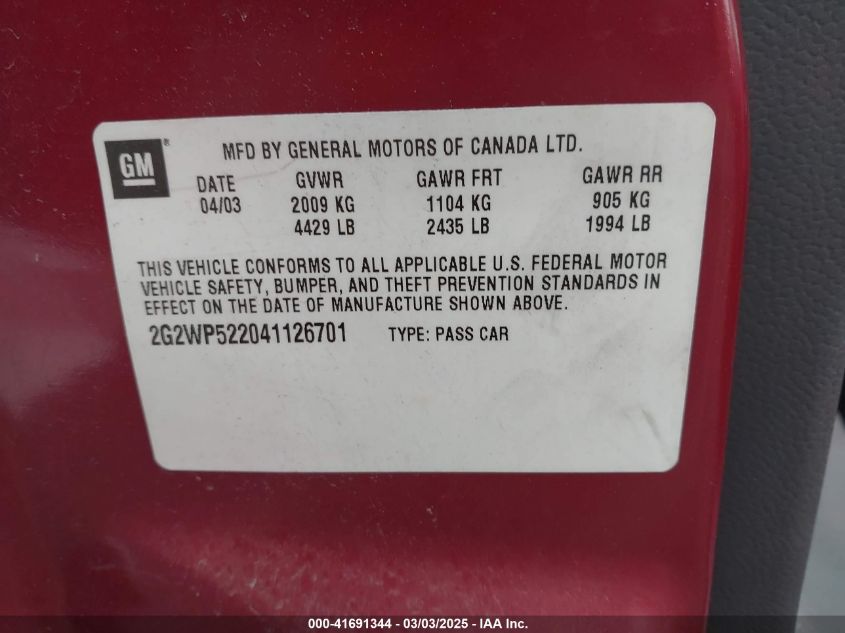 GM®
MFD BY GENERAL MOTORS OF CANADA LTD.
DATE GVWR GAWR FRT GAWR RR
04/03 2009 KG 1104 KG 905 KG
4429 LB 2435 LB 1994 LB
THIS VEHICLE CONFORMS TO ALL APPLICABLE U.S. FEDERAL MOTOR
VEHICLE SAFETY, BUMPER, AND THEFT PREVENTION STANDARDS IN
EFFECT ON THE DATE OF MANUFACTURE SHOWN ABOVE.
2G2WP522041126701 TYPE: PASS CAR
000-41691344 / 03/03/2025 - IAA Inc.